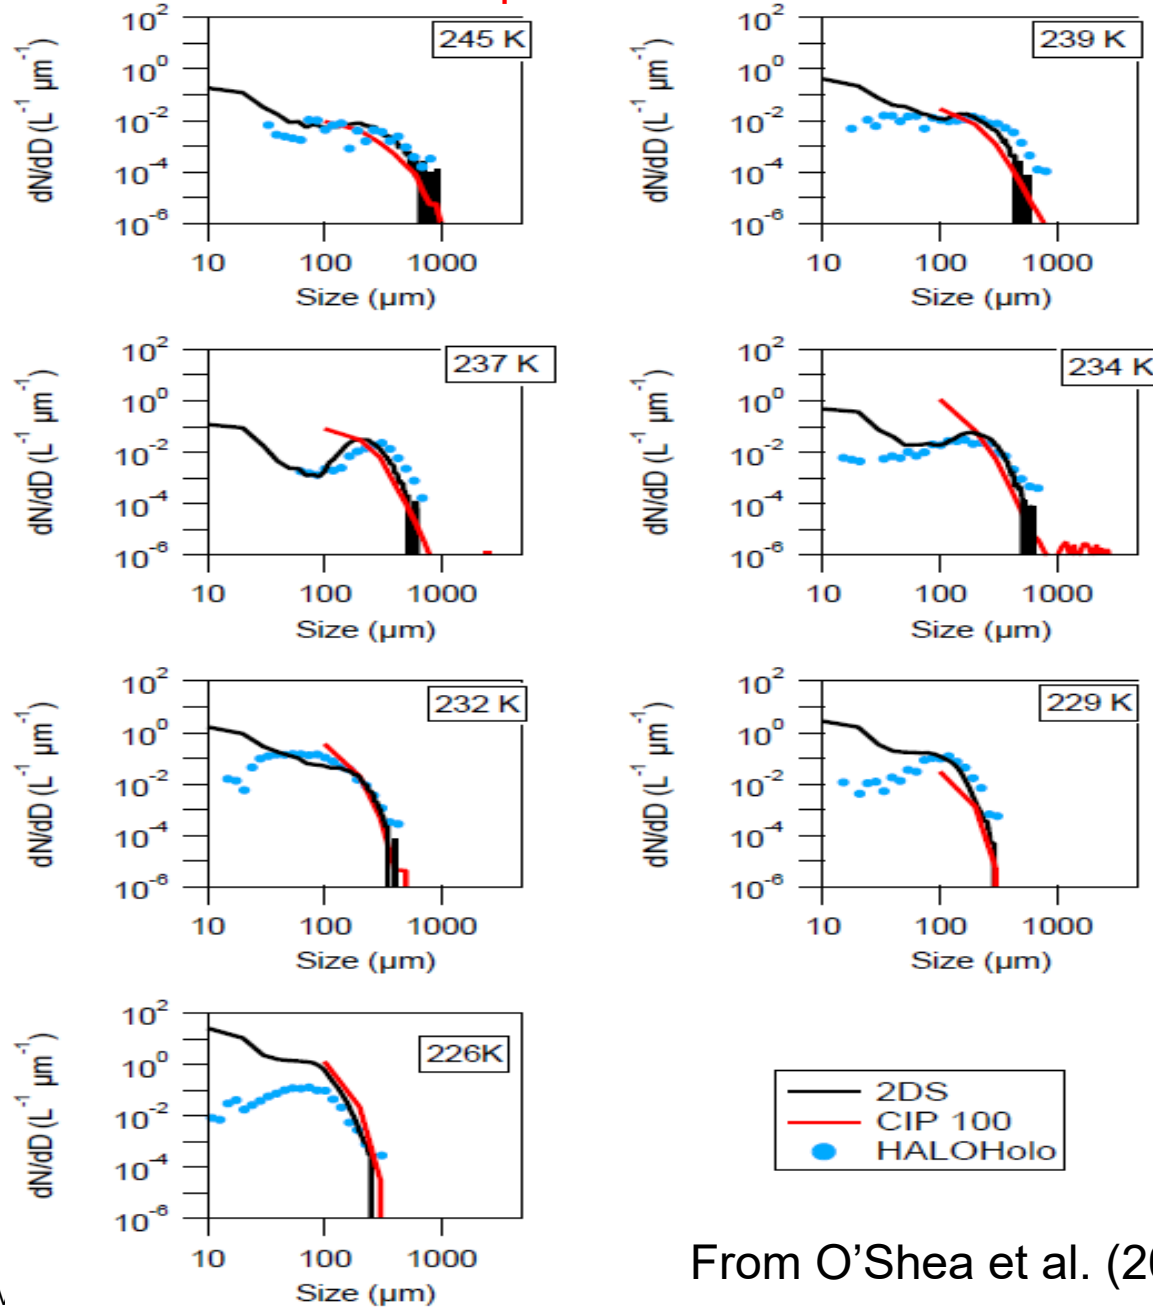 245 K
10² 10⁰ 10⁻² 10⁻⁴ 10⁻⁶
dN/dD (L⁻¹ µm⁻¹)
10 100 1000
Size (µm)
239 K
10² 10⁰ 10⁻² 10⁻⁴ 10⁻⁶
dN/dD (L⁻¹ µm⁻¹)
10 100 1000
Size (µm)
237 K
10² 10⁰ 10⁻² 10⁻⁴ 10⁻⁶
dN/dD (L⁻¹ µm⁻¹)
10 100 1000
Size (µm)
234 K
10² 10⁰ 10⁻² 10⁻⁴ 10⁻⁶
dN/dD (L⁻¹ µm⁻¹)
10 100 1000
Size (µm)
232 K
10² 10⁰ 10⁻² 10⁻⁴ 10⁻⁶
dN/dD (L⁻¹ µm⁻¹)
10 100 1000
Size (µm)
229 K
10² 10⁰ 10⁻² 10⁻⁴ 10⁻⁶
dN/dD (L⁻¹ µm⁻¹)
10 100 1000
Size (µm)
226K
10² 10⁰ 10⁻² 10⁻⁴ 10⁻⁶
dN/dD (L⁻¹ µm⁻¹)
10 100 1000
Size (µm)
2DS
CIP 100
HALOHolo
From O'Shea et al. (20